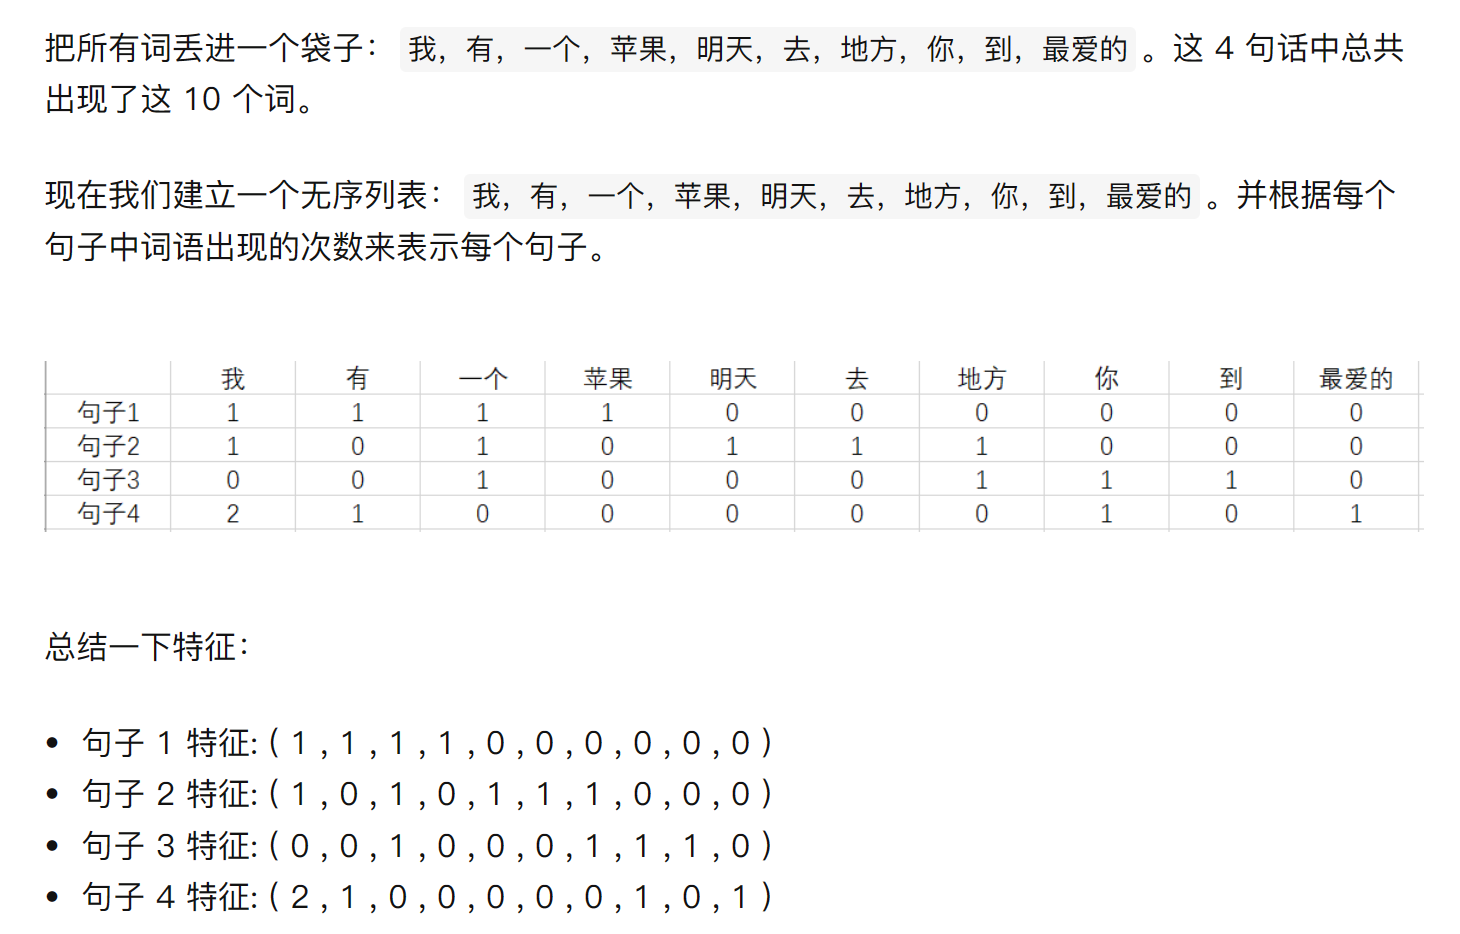 把所有词丢进一个袋子：我，有，一个，苹果，明天，去，地方，你，到，最爱的。这 4 句话中总共
出现了这 10 个词。
现在我们建立一个无序列表：我，有，一个，苹果，明天，去，地方，你，到，最爱的。并根据每个
句子中词语出现的次数来表示每个句子。
我 有 一个 苹果 明天 去 地方 你 到 最爱的
句子1 1 1 1 1 0 0 0 0 0 0
句子2 1 0 1 0 1 1 1 0 0 0
句子3 0 0 1 0 0 0 1 1 1 0
句子4 2 1 0 0 0 0 0 1 0 1
总结一下特征：
• 句子 1 特征: ( 1 , 1 , 1 , 1 , 0 , 0 , 0 , 0 , 0 , 0 )
• 句子 2 特征: ( 1 , 0 , 1 , 0 , 1 , 1 , 1 , 0 , 0 , 0 )
• 句子 3 特征: ( 0 , 0 , 1 , 0 , 0 , 0 , 1 , 1 , 1 , 0 )
• 句子 4 特征: ( 2 , 1 , 0 , 0 , 0 , 0 , 0 , 1 , 0 , 1 )